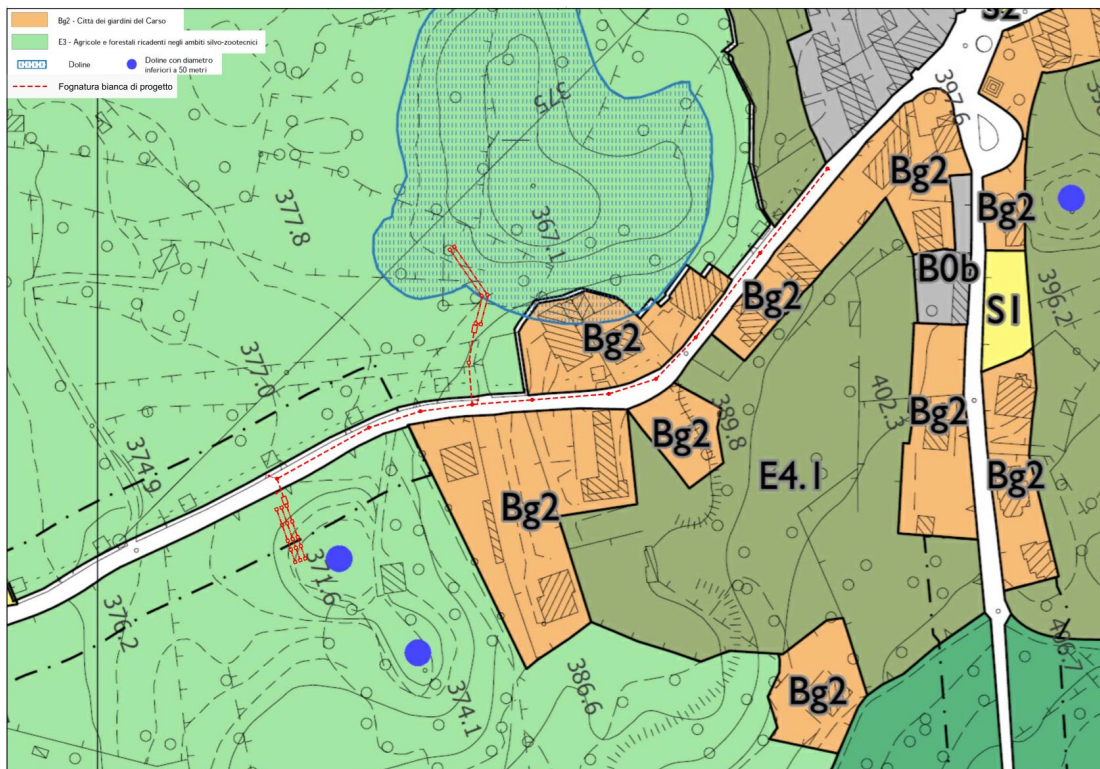 Bg2 - Città dei giardini del Carso
E3 - Agricole e forestali ricadenti negli ambiti silvo-zootecnici
Doline
Doline con diametro
inferiori a 50 metri
Fognatura bianca di progetto
S2
375
397.6
Bg2
377.8
367.1
Bg2
B0b
396.2
Bg2
S1
Bg2
377.0
402.3
389.8
Bg2
Bg2
374.9
E4.1
Bg2
Bg2
371.6
376.2
406.7
386.6
374.1
Bg2